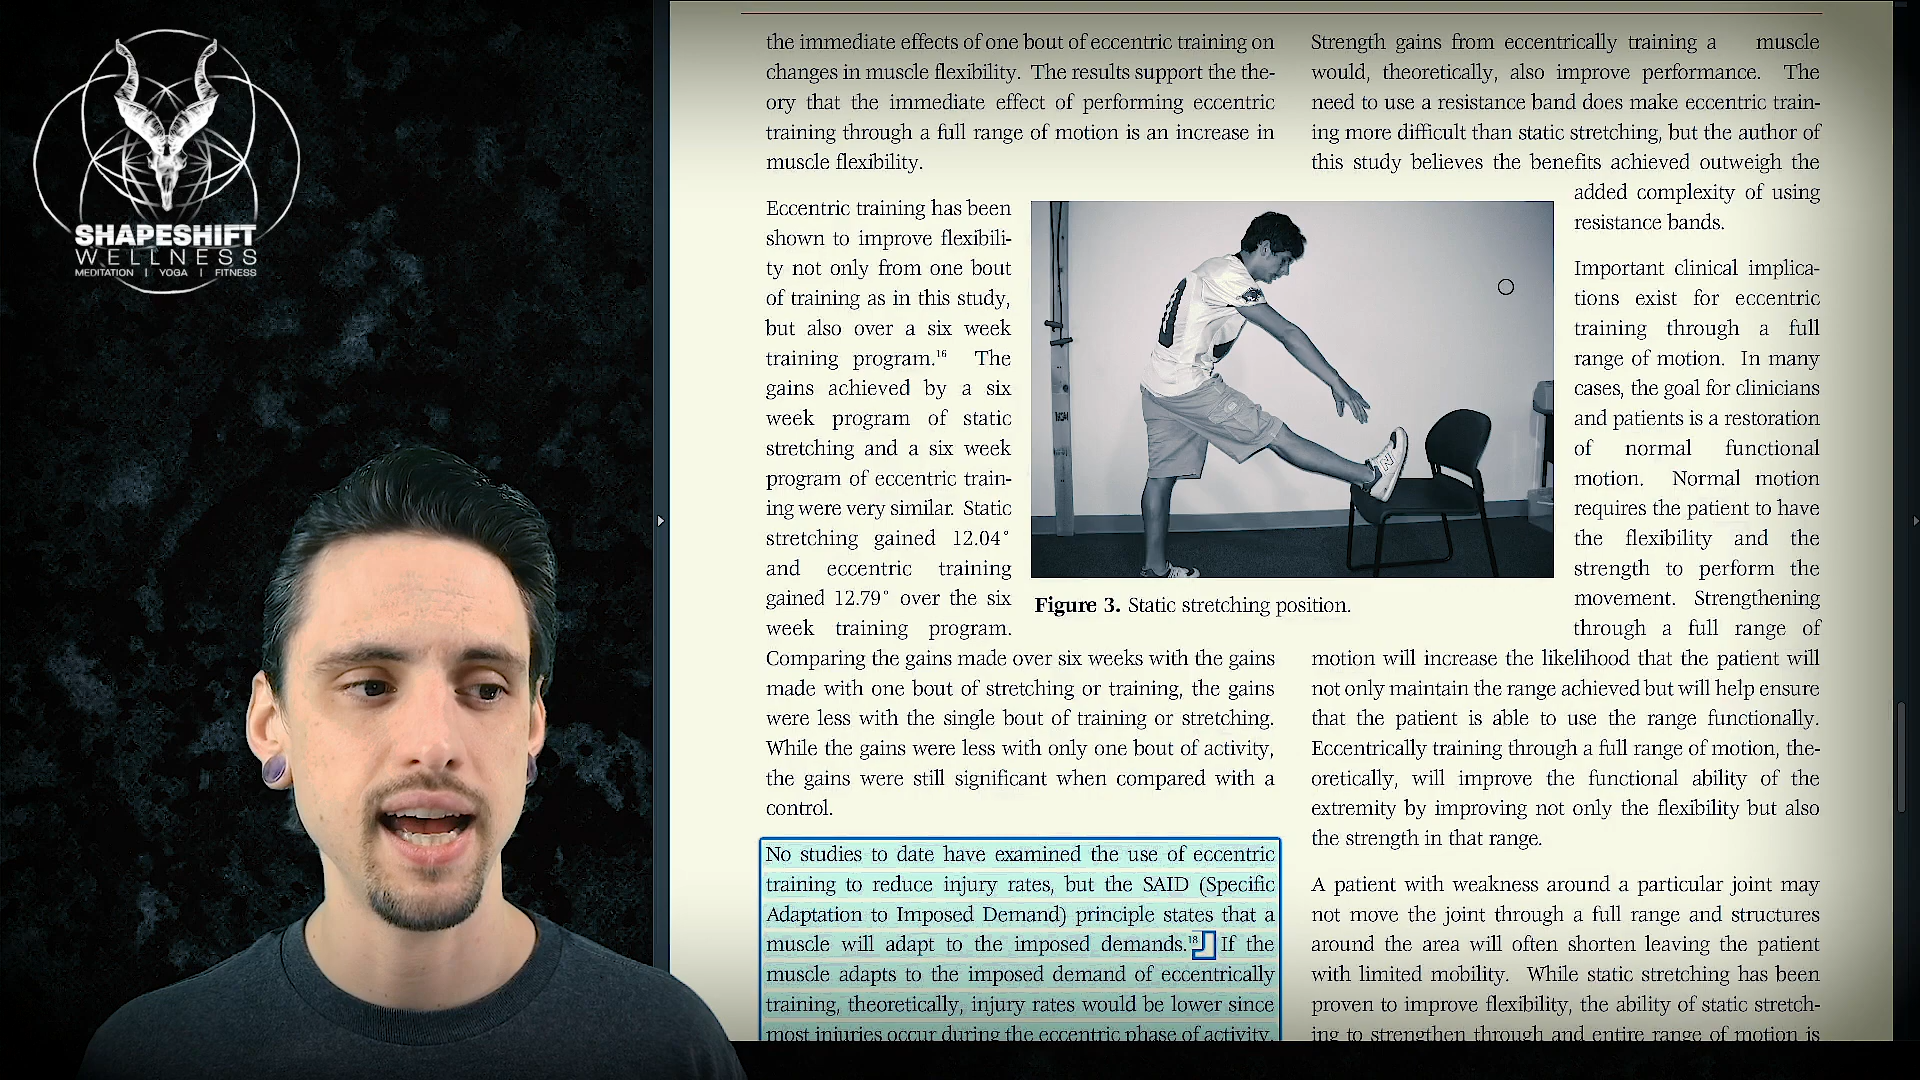 SHAPESHIFT
WELLNESS
MEDITATION | YOGA | FITNESS
the immediate effects of one bout of eccentric training on
changes in muscle flexibility. The results support the the-
ory that the immediate effect of performing eccentric
training through a full range of motion is an increase in
muscle flexibility.
Eccentric training has been
shown to improve flexibili-
ty not only from one bout
of training as in this study,
but also over a six week
training program.16 The
gains achieved by a six
week program of static
stretching and a six week
program of eccentric train-
ing were very similar. Static
stretching gained 12.04°
and eccentric training
gained 12.79° over the six
week training program.
Comparing the gains made over six weeks with the gains
made with one bout of stretching or training, the gains
were less with the single bout of training or stretching.
While the gains were less with only one bout of activity,
the gains were still significant when compared with a
control.
No studies to date have examined the use of eccentric
training to reduce injury rates, but the SAID (Specific
Adaptation to Imposed Demand) principle states that a
muscle will adapt to the imposed demands.18 If the
muscle adapts to the imposed demand of eccentrically
training, theoretically, injury rates would be lower since
most injuries occur during the eccentric phase of activity.
Figure 3. Static stretching position.
Strength gains from eccentrically training a muscle
would, theoretically, also improve performance. The
need to use a resistance band does make eccentric train-
ing more difficult than static stretching, but the author of
this study believes the benefits achieved outweigh the
added complexity of using
resistance bands.
Important clinical implica-
tions exist for eccentric
training through a full
range of motion. In many
cases, the goal for clinicians
and patients is a restoration
of normal functional
motion. Normal motion
requires the patient to have
the flexibility and the
strength to perform the
movement. Strengthening
through a full range of
motion will increase the likelihood that the patient will
not only maintain the range achieved but will help ensure
that the patient is able to use the range functionally.
Eccentrically training through a full range of motion, the-
oretically, will improve the functional ability of the
extremity by improving not only the flexibility but also
the strength in that range.
A patient with weakness around a particular joint may
not move the joint through a full range and structures
around the area will often shorten leaving the patient
with limited mobility. While static stretching has been
proven to improve flexibility, the ability of static stretch-
ing to strengthen through and entire range of motion is